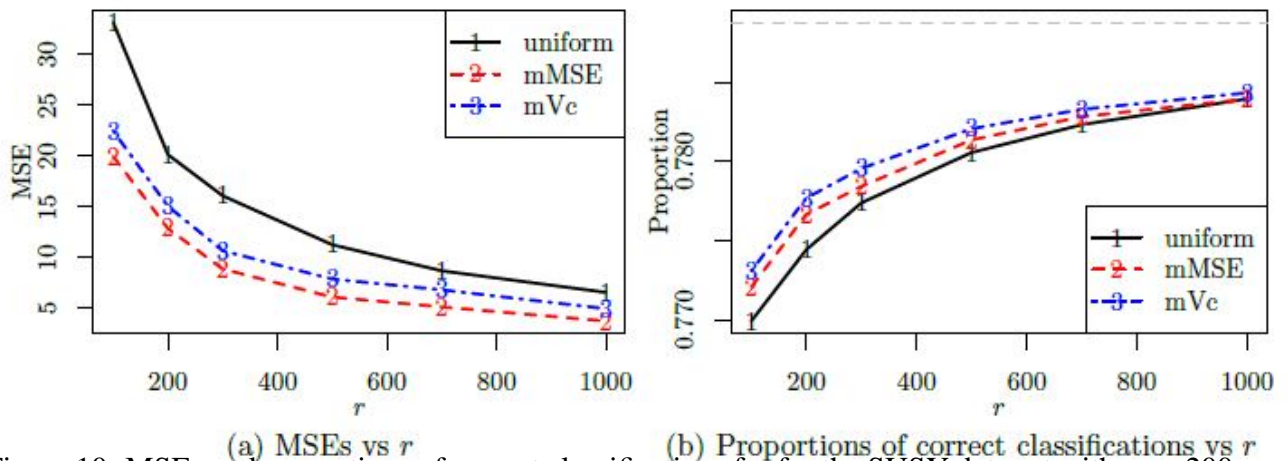 MSE
5 10 15 20 25 30
1 uniform
2 mMSE
3 mVc
200 400 600 800 1000
r
(a) MSEs vs r
Proportion
0.770 0.780
1 uniform
2 mMSE
3 mVc
200 400 600 800 1000
r
(b) Proportions of correct classifications vs r